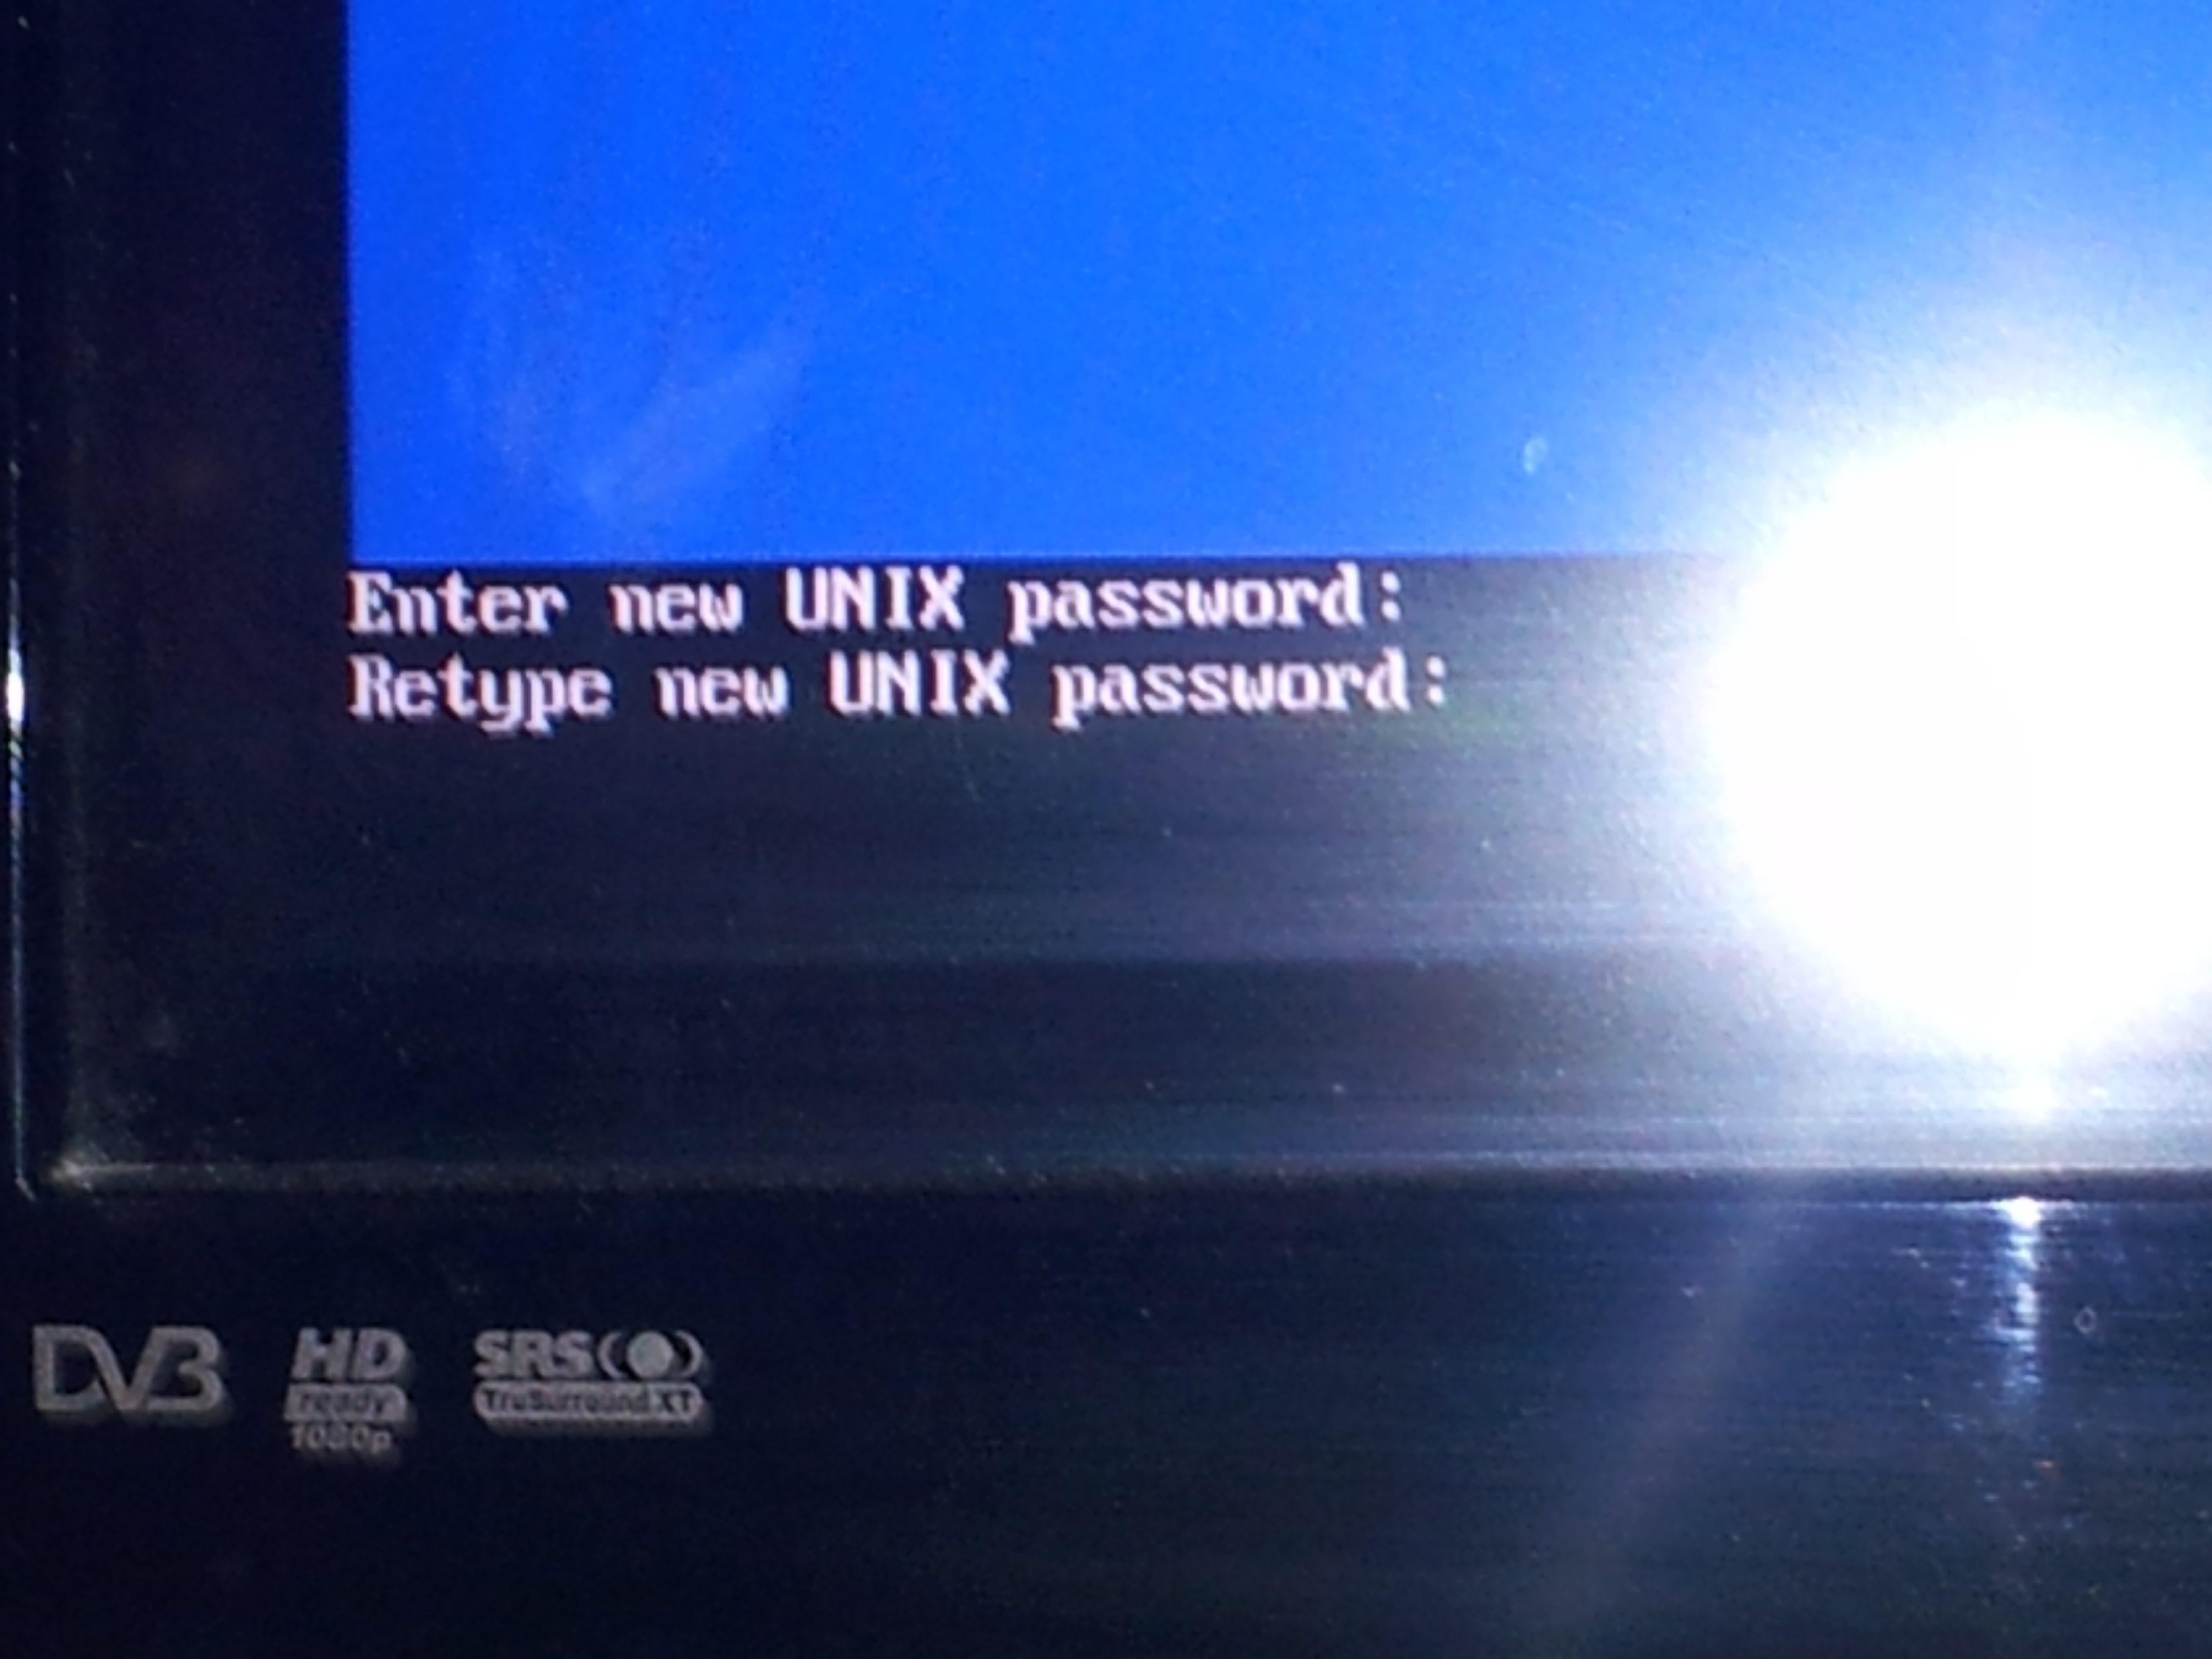 Enter new UNIX password:
Retype new UNIX password:
DVB HD SRS
ready TruSurround XT
1080p